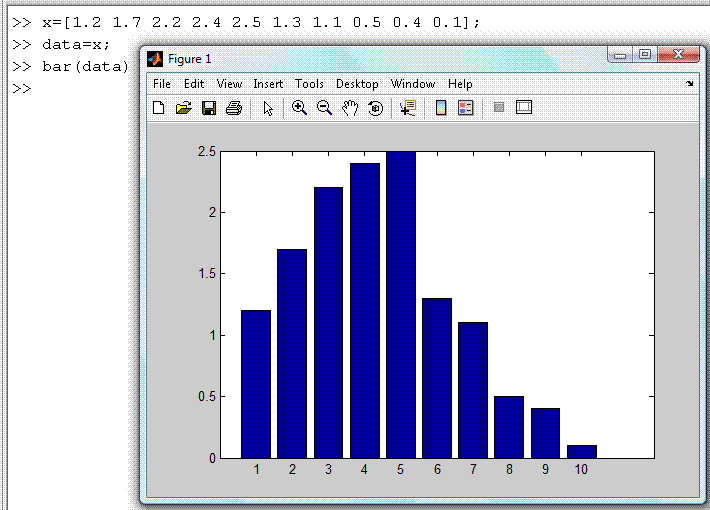 >> x=[1.2 1.7 2.2 2.4 2.5 1.3 1.1 0.5 0.4 0.1];
>> data=x;
>> bar(data)
>>
Figure 1
File Edit View Insert Tools Desktop Window Help
2.5
2
1.5
1
0.5
0
1 2 3 4 5 6 7 8 9 10